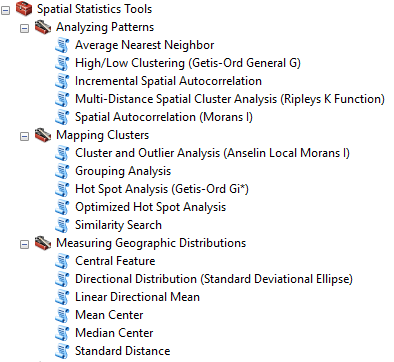 Spatial Statistics Tools
Analyzing Patterns
Average Nearest Neighbor
High/Low Clustering (Getis-Ord General G)
Incremental Spatial Autocorrelation
Multi-Distance Spatial Cluster Analysis (Ripleys K Function)
Spatial Autocorrelation (Morans I)
Mapping Clusters
Cluster and Outlier Analysis (Anselin Local Morans I)
Grouping Analysis
Hot Spot Analysis (Getis-Ord Gi*)
Optimized Hot Spot Analysis
Similarity Search
Measuring Geographic Distributions
Central Feature
Directional Distribution (Standard Deviational Ellipse)
Linear Directional Mean
Mean Center
Median Center
Standard Distance